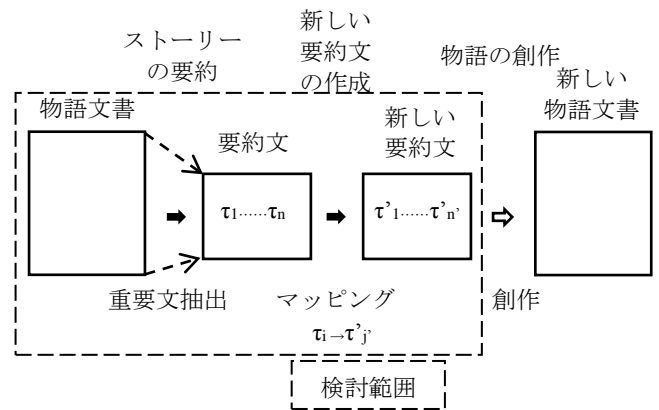 ストーリー
の要約
新しい
要約文
の作成
物語の創作
物語文書
要約文
新しい
要約文
新しい
物語文書
τ1……τn
τ’1……τ’n’
重要文抽出
マッピング
τi→τ’j’
創作
検討範囲